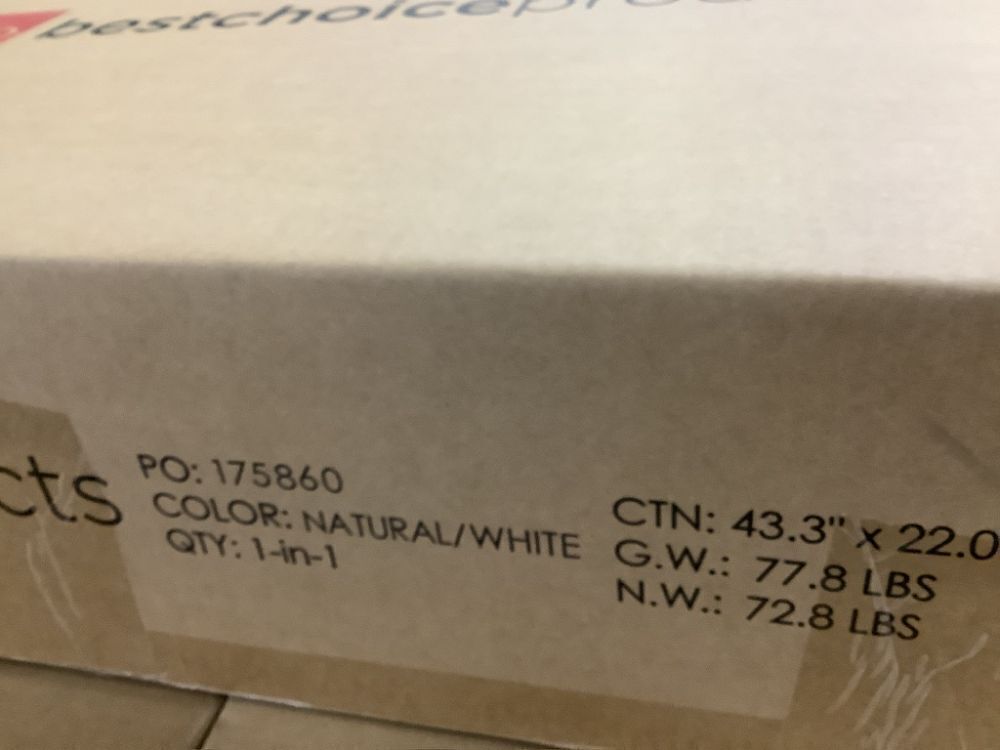 bestchoicepro
cts
PO: 175860
COLOR: NATURAL/WHITE
QTY: 1-in-1
CTN: 43.3" x 22.0
G.W.: 77.8 LBS
N.W.: 72.8 LBS